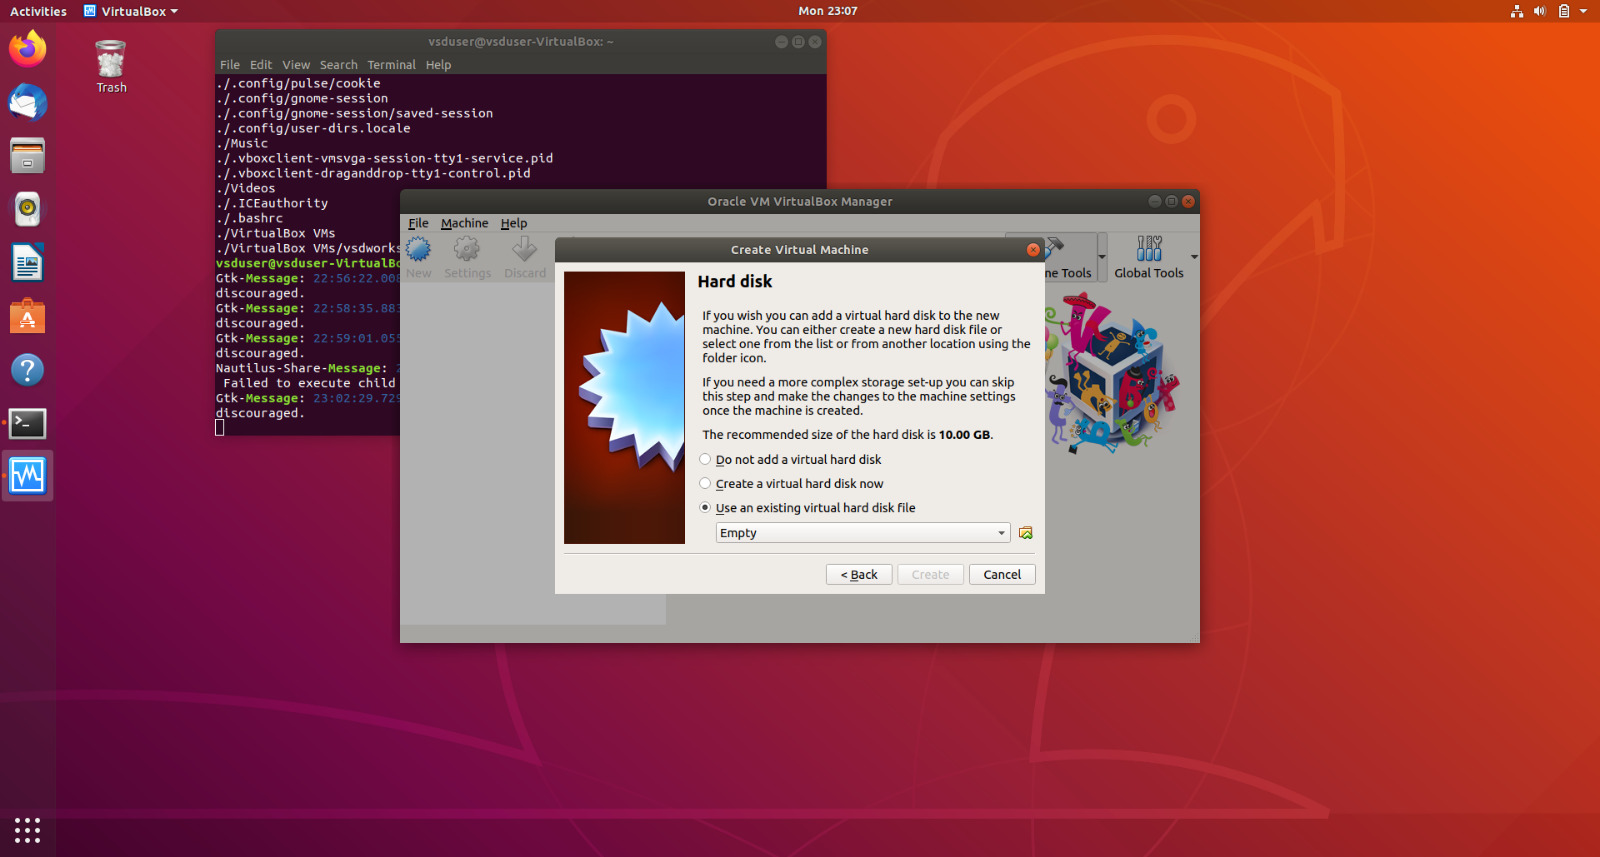 Activities VirtualBox Mon 23:07
Trash
vsduser@vsduser-VirtualBox: ~
File Edit View Search Terminal Help
./.config/pulse/cookie
./.config/gnome-session
./.config/gnome-session/saved-session
./.config/user-dirs.locale
./Music
./.vboxclient-vmsvga-session-tty1-service.pid
./.vboxclient-draganddrop-tty1-control.pid
./Videos
./.ICEauthority
./.bashrc
./VirtualBox VMs
./VirtualBox VMs/vsdworks
vsduser@vsduser-VirtualBo
Gtk-Message: 22:56:22.008
discouraged.
Gtk-Message: 22:58:35.883
discouraged.
Gtk-Message: 22:59:01.055
discouraged.
Nautilus-Share-Message: 2
Failed to execute child
Gtk-Message: 23:02:29.729
discouraged.
Oracle VM VirtualBox Manager
File Machine Help
New Settings Discard
ne Tools Global Tools
Create Virtual Machine
Hard disk
If you wish you can add a virtual hard disk to the new
machine. You can either create a new hard disk file or
select one from the list or from another location using the
folder icon.
If you need a more complex storage set-up you can skip
this step and make the changes to the machine settings
once the machine is created.
The recommended size of the hard disk is 10.00 GB.
Do not add a virtual hard disk
Create a virtual hard disk now
Use an existing virtual hard disk file
Empty
< Back Create Cancel